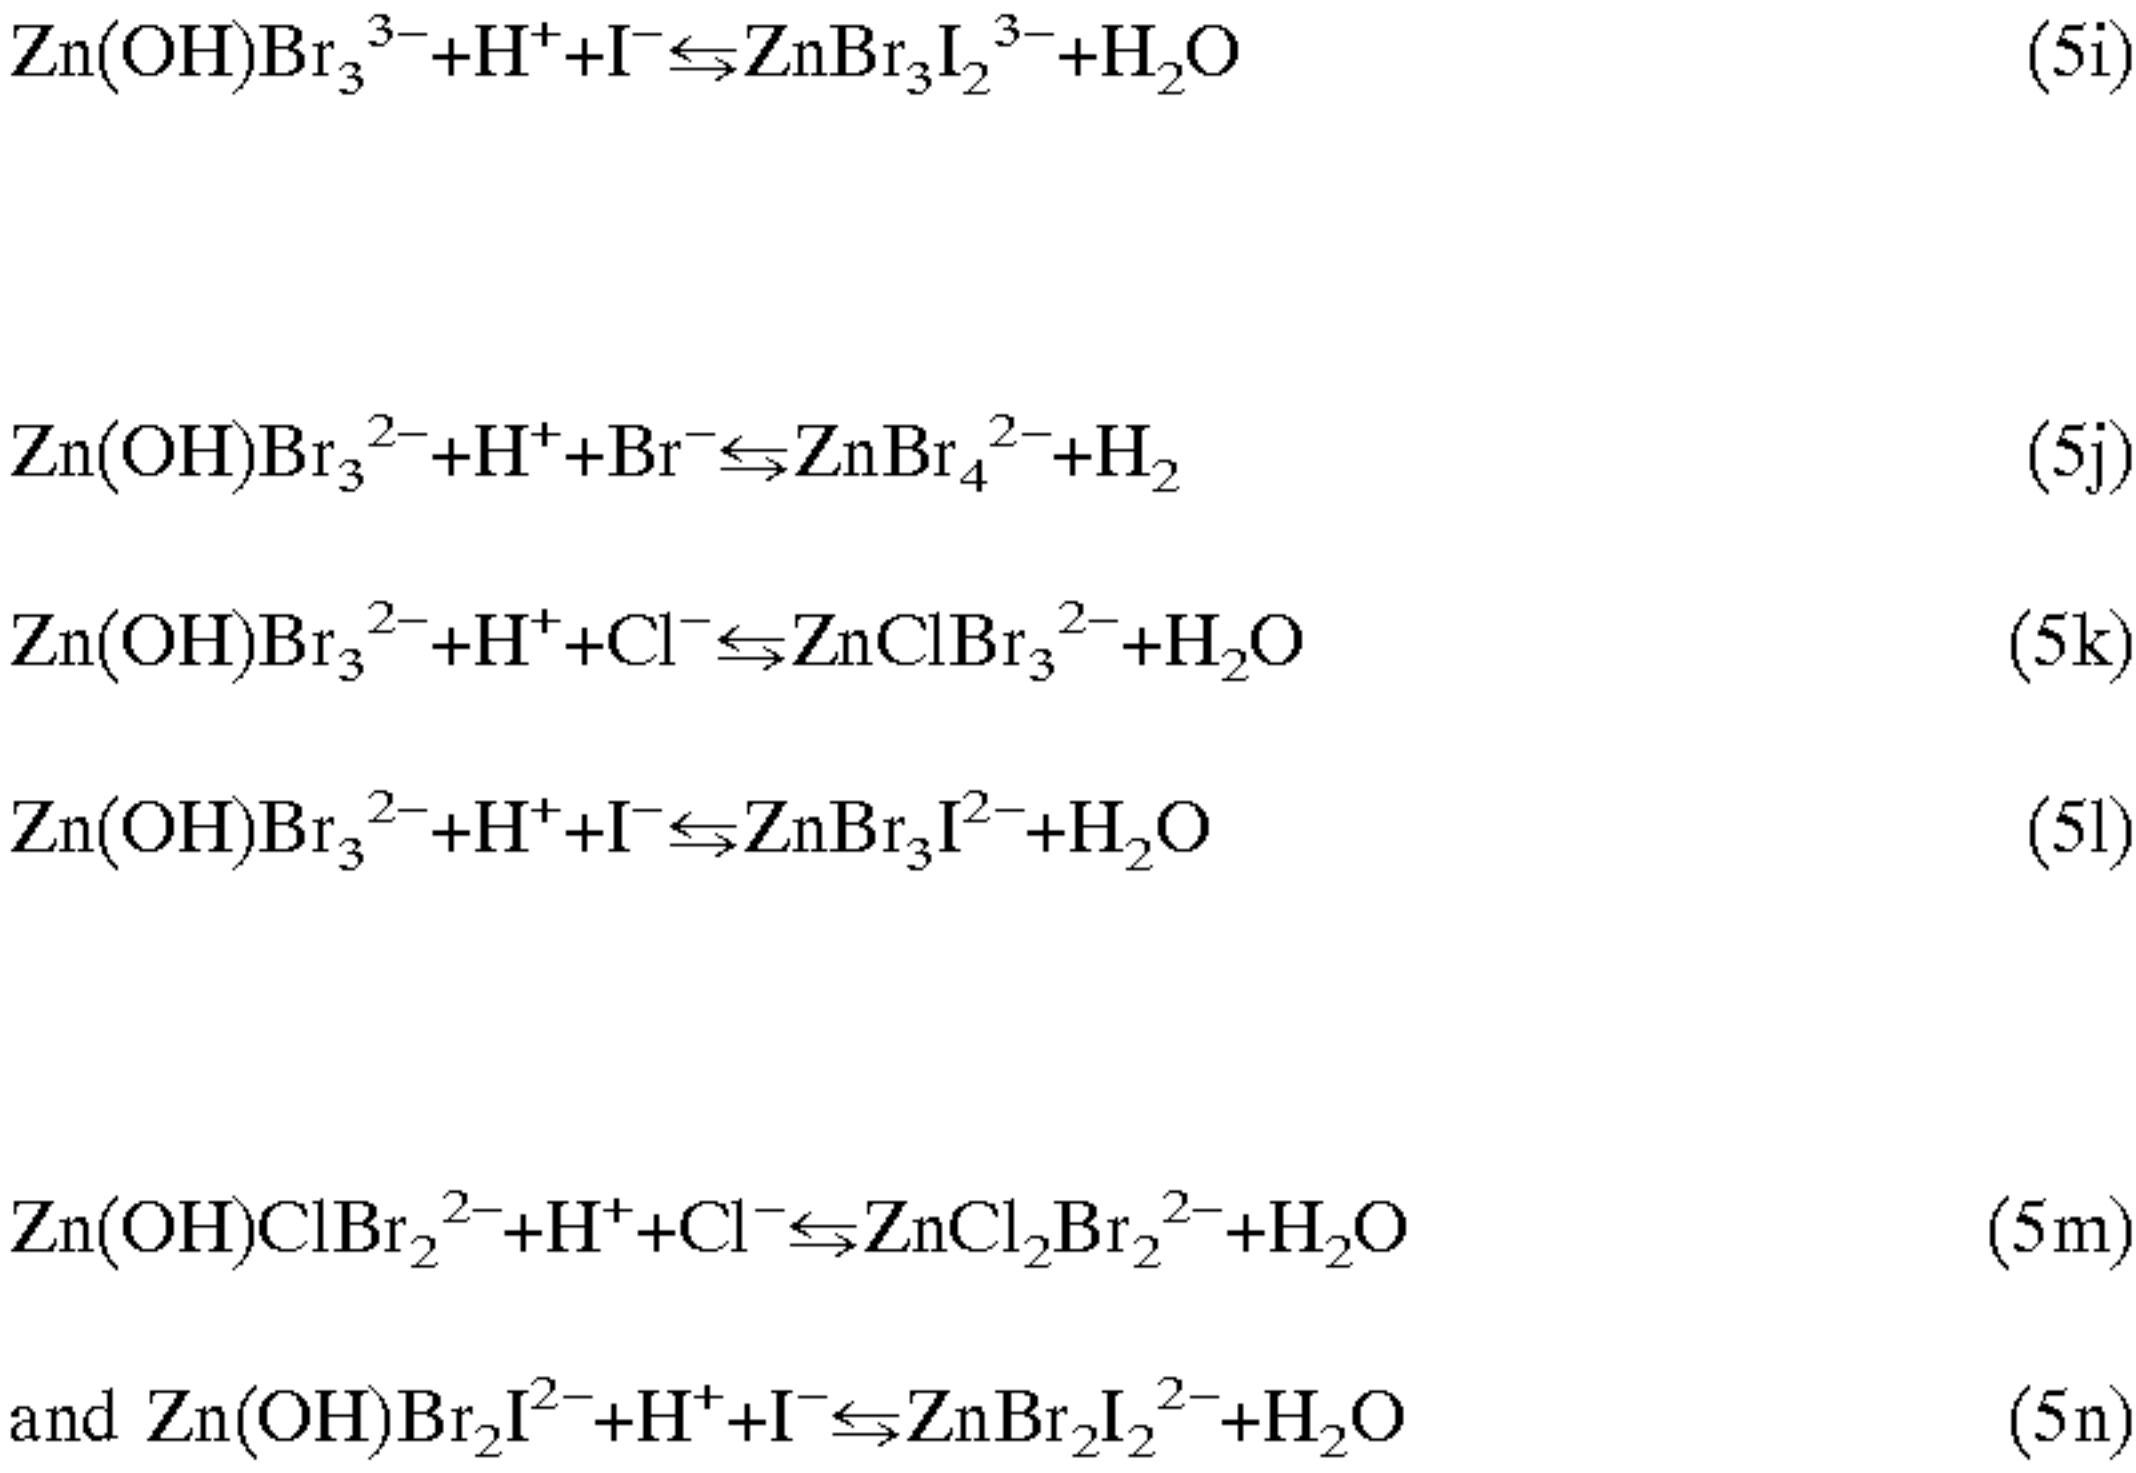 Zn(OH)Br₃³⁻+H⁺+I⁻⇆ZnBr₃I₂³⁻+H₂O (5i)
Zn(OH)Br₃²⁻+H⁺+Br⁻⇆ZnBr₄²⁻+H₂ (5j)
Zn(OH)Br₃²⁻+H⁺+Cl⁻⇆ZnClBr₃²⁻+H₂O (5k)
Zn(OH)Br₃²⁻+H⁺+I⁻⇆ZnBr₃I²⁻+H₂O (5l)
Zn(OH)ClBr₂²⁻+H⁺+Cl⁻⇆ZnCl₂Br₂²⁻+H₂O (5m)
and Zn(OH)Br₂I²⁻+H⁺+I⁻⇆ZnBr₂I₂²⁻+H₂O (5n)